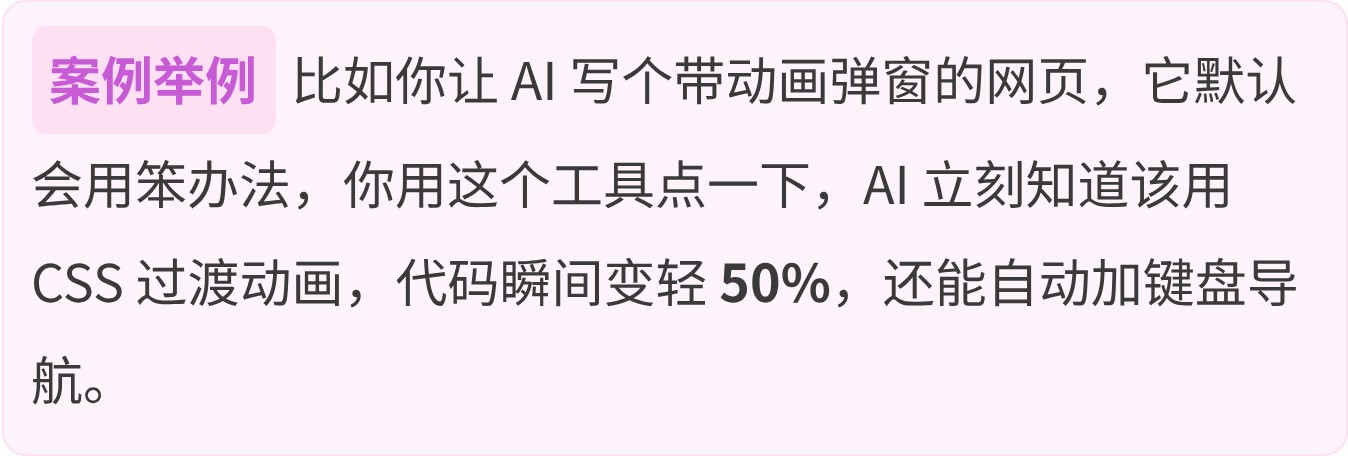 案例举例 比如你让 AI 写个带动画弹窗的网页，它默认
会用笨办法，你用这个工具点一下，AI 立刻知道该用
CSS 过渡动画，代码瞬间变轻 50%，还能自动加键盘导
航。